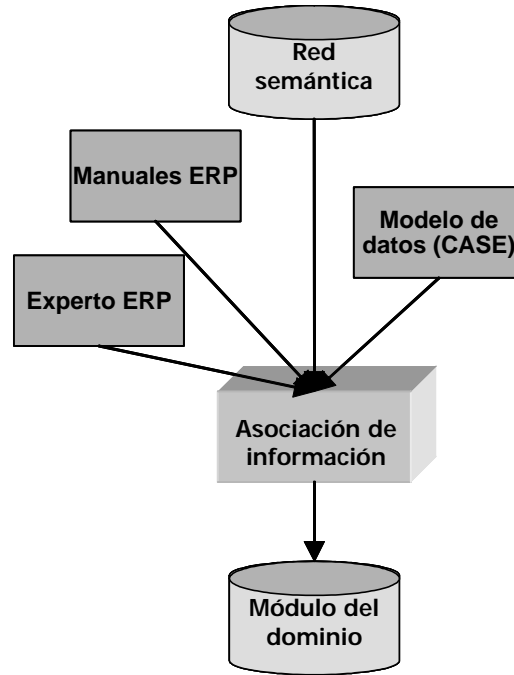 Red
semántica
Manuales ERP
Modelo de
datos (CASE)
Experto ERP
Asociación de
información
Módulo del
dominio